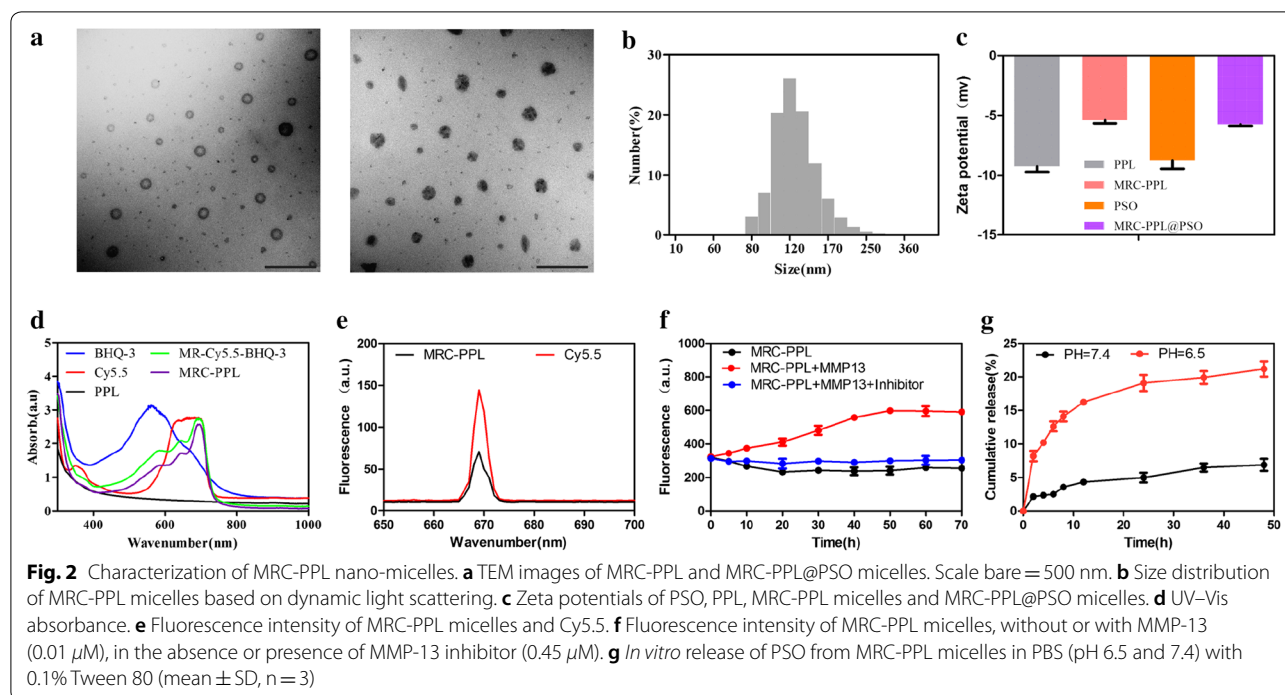 a
b
30
20
10
0
Number(%)
10 60 80 120 170 250 360
Size(nm)
c
0
-5
-10
-15
Zeta potential (mv)
PPL
MRC-PPL
PSO
MRC-PPL@PSO
d
BHQ-3
MR-Cy5.5-BHQ-3
Cy5.5
MRC-PPL
PPL
5
4
3
2
1
0
Absorb.(a.u)
400 600 800 1000
Wavenumber(nm)
e
MRC-PPL
Cy5.5
200
150
100
50
0
Fluorescence (a.u.)
650 660 670 680 690 700
Wavenumber(nm)
f
MRC-PPL
MRC-PPL+MMP13
MRC-PPL+MMP13+Inhibitor
1000
800
600
400
200
0
Fluorescence (a.u.)
0 10 20 30 40 50 60 70
Time(h)
g
PH=7.4
PH=6.5
25
20
15
10
5
0
Cumulative release(%)
0 10 20 30 40 50
Time(h)
Fig. 2 Characterization of MRC-PPL nano-micelles. a TEM images of MRC-PPL and MRC-PPL@PSO micelles. Scale bare = 500 nm. b Size distribution
of MRC-PPL micelles based on dynamic light scattering. c Zeta potentials of PSO, PPL, MRC-PPL micelles and MRC-PPL@PSO micelles. d UV–Vis
absorbance. e Fluorescence intensity of MRC-PPL micelles and Cy5.5. f Fluorescence intensity of MRC-PPL micelles, without or with MMP-13
(0.01 μM), in the absence or presence of MMP-13 inhibitor (0.45 μM). g In vitro release of PSO from MRC-PPL micelles in PBS (pH 6.5 and 7.4) with
0.1% Tween 80 (mean ± SD, n = 3)